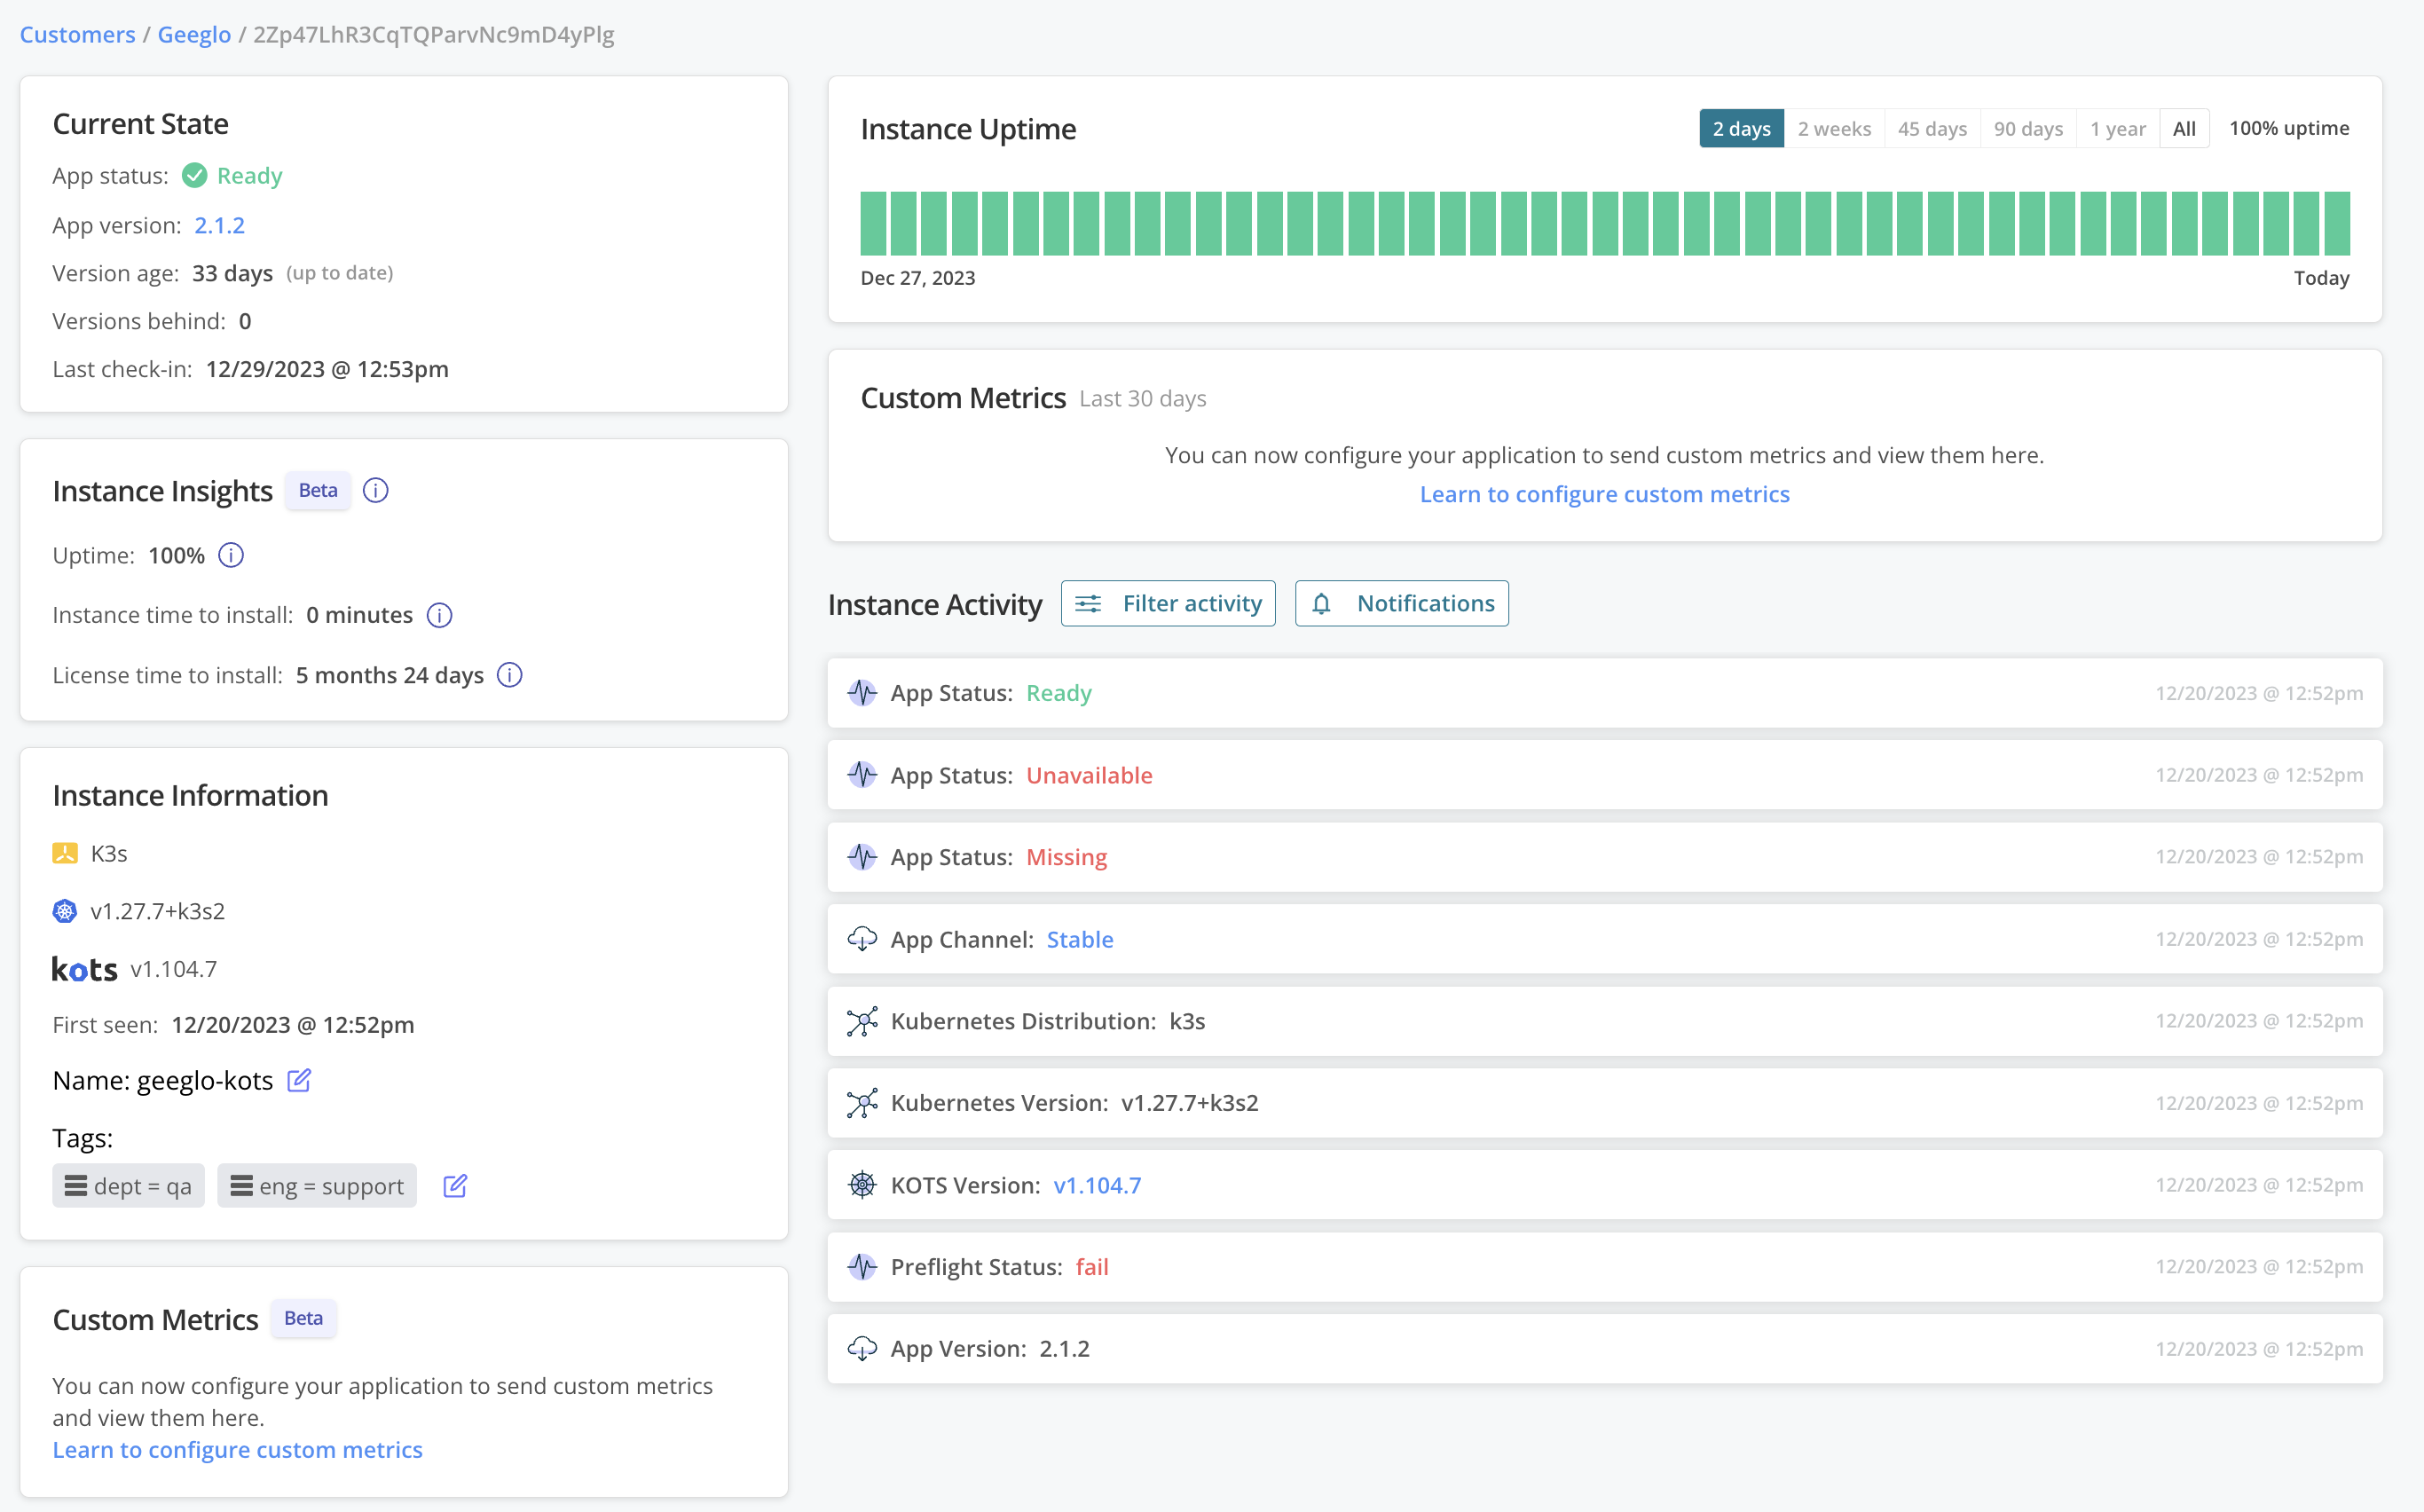 Customers / Geeglo / 2Zp47LhR3CqTQParvNc9mD4yPlg
Current State
App status: Ready
App version: 2.1.2
Version age: 33 days (up to date)
Versions behind: 0
Last check-in: 12/29/2023 @ 12:53pm
Instance Insights Beta
Uptime: 100%
Instance time to install: 0 minutes
License time to install: 5 months 24 days
Instance Information
K3s
v1.27.7+k3s2
kots v1.104.7
First seen: 12/20/2023 @ 12:52pm
Name: geeglo-kots
Tags:
dept = qa eng = support
Custom Metrics Beta
You can now configure your application to send custom metrics
and view them here.
Learn to configure custom metrics
Instance Uptime 2 days 2 weeks 45 days 90 days 1 year All 100% uptime
Dec 27, 2023 Today
Custom Metrics Last 30 days
You can now configure your application to send custom metrics and view them here.
Learn to configure custom metrics
Instance Activity Filter activity Notifications
App Status: Ready 12/20/2023 @ 12:52pm
App Status: Unavailable 12/20/2023 @ 12:52pm
App Status: Missing 12/20/2023 @ 12:52pm
App Channel: Stable 12/20/2023 @ 12:52pm
Kubernetes Distribution: k3s 12/20/2023 @ 12:52pm
Kubernetes Version: v1.27.7+k3s2 12/20/2023 @ 12:52pm
KOTS Version: v1.104.7 12/20/2023 @ 12:52pm
Preflight Status: fail 12/20/2023 @ 12:52pm
App Version: 2.1.2 12/20/2023 @ 12:52pm